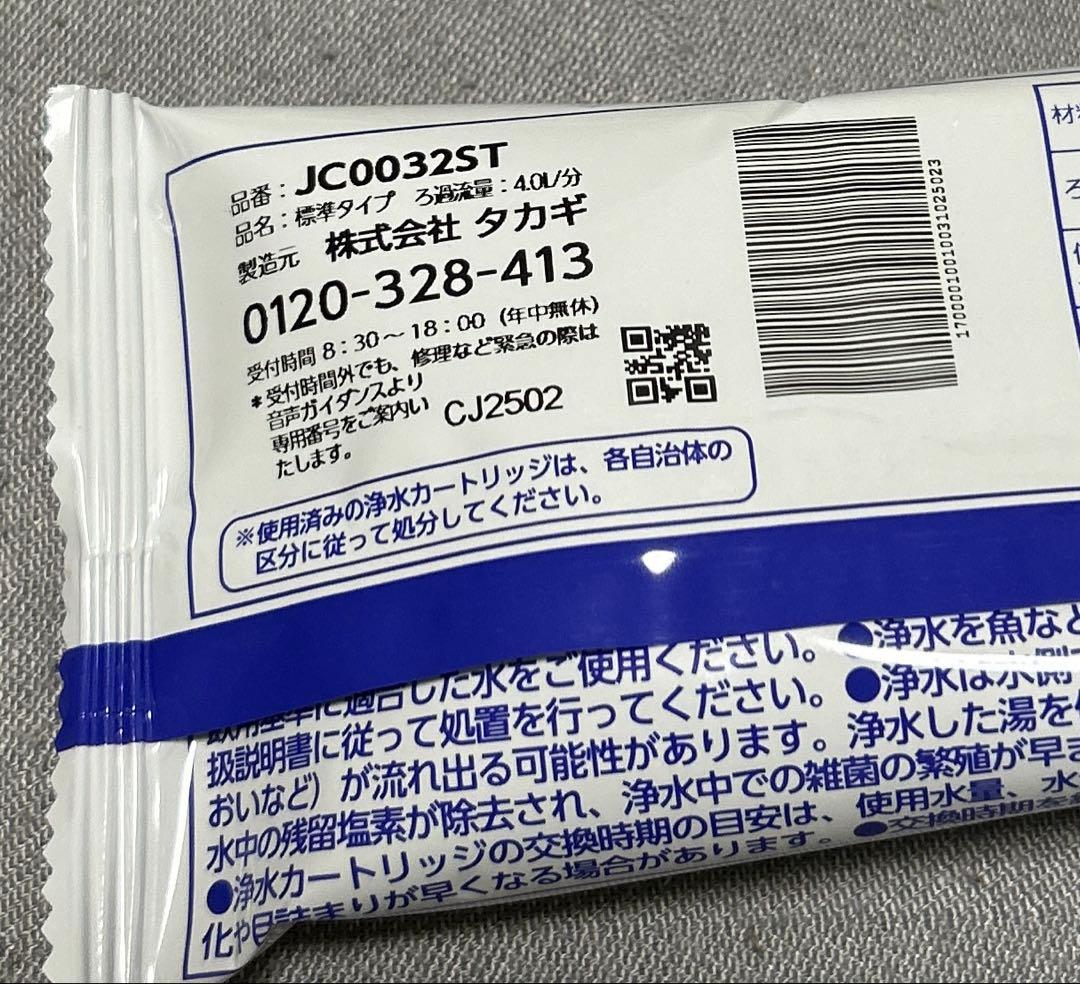 品番：JC0032ST
品名：標準タイプ　ろ過流量：4.0L/分
製造元　株式会社 タカギ
0120-328-413
受付時間 8：30～18：00（年中無休）
＊受付時間外でも、修理など緊急の際は
音声ガイダンスより
専用番号をご案内い
たします。
CJ2502
17000010010031025023
※使用済みの浄水カートリッジは、各自治体の
区分に従って処分してください。
材
ろ
適合した水をご使用ください。
●浄水を魚など
扱説明書に従って処置を行ってください。
●浄水は水側
おいなど）が流れ出る可能性があります。浄水した湯を
水中の残留塩素が除去され、浄水中での雑菌の繁殖が早ま
●浄水カートリッジの交換時期の目安は、使用水量、水
化や目詰まりが早くなる場合があります。
●交換時期を